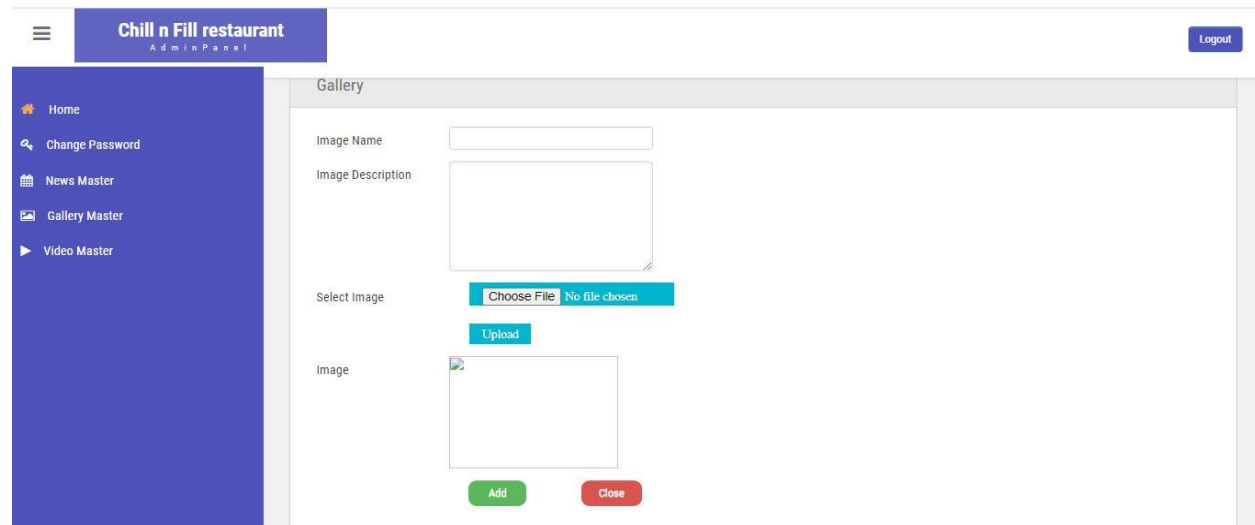 Chill n Fill restaurant
AdminPanel
Logout
Home
Change Password
News Master
Gallery Master
Video Master
Gallery
Image Name
Image Description
Select Image
Choose File No file chosen
Upload
Image
Add Close